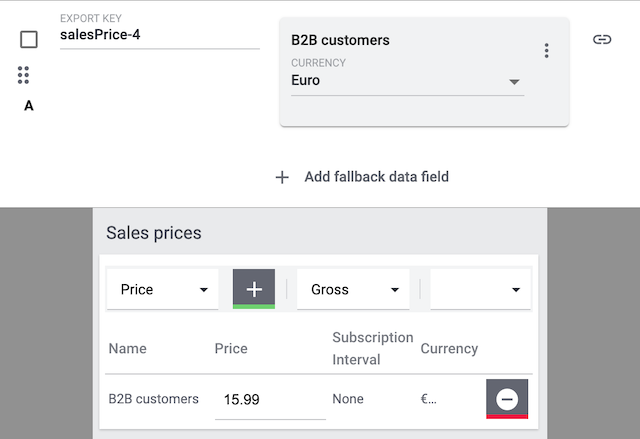 EXPORT KEY
salesPrice-4
A
B2B customers
CURRENCY
Euro
Add fallback data field
Sales prices
Price
Gross
Name Price Subscription Interval Currency
B2B customers 15.99 None €…